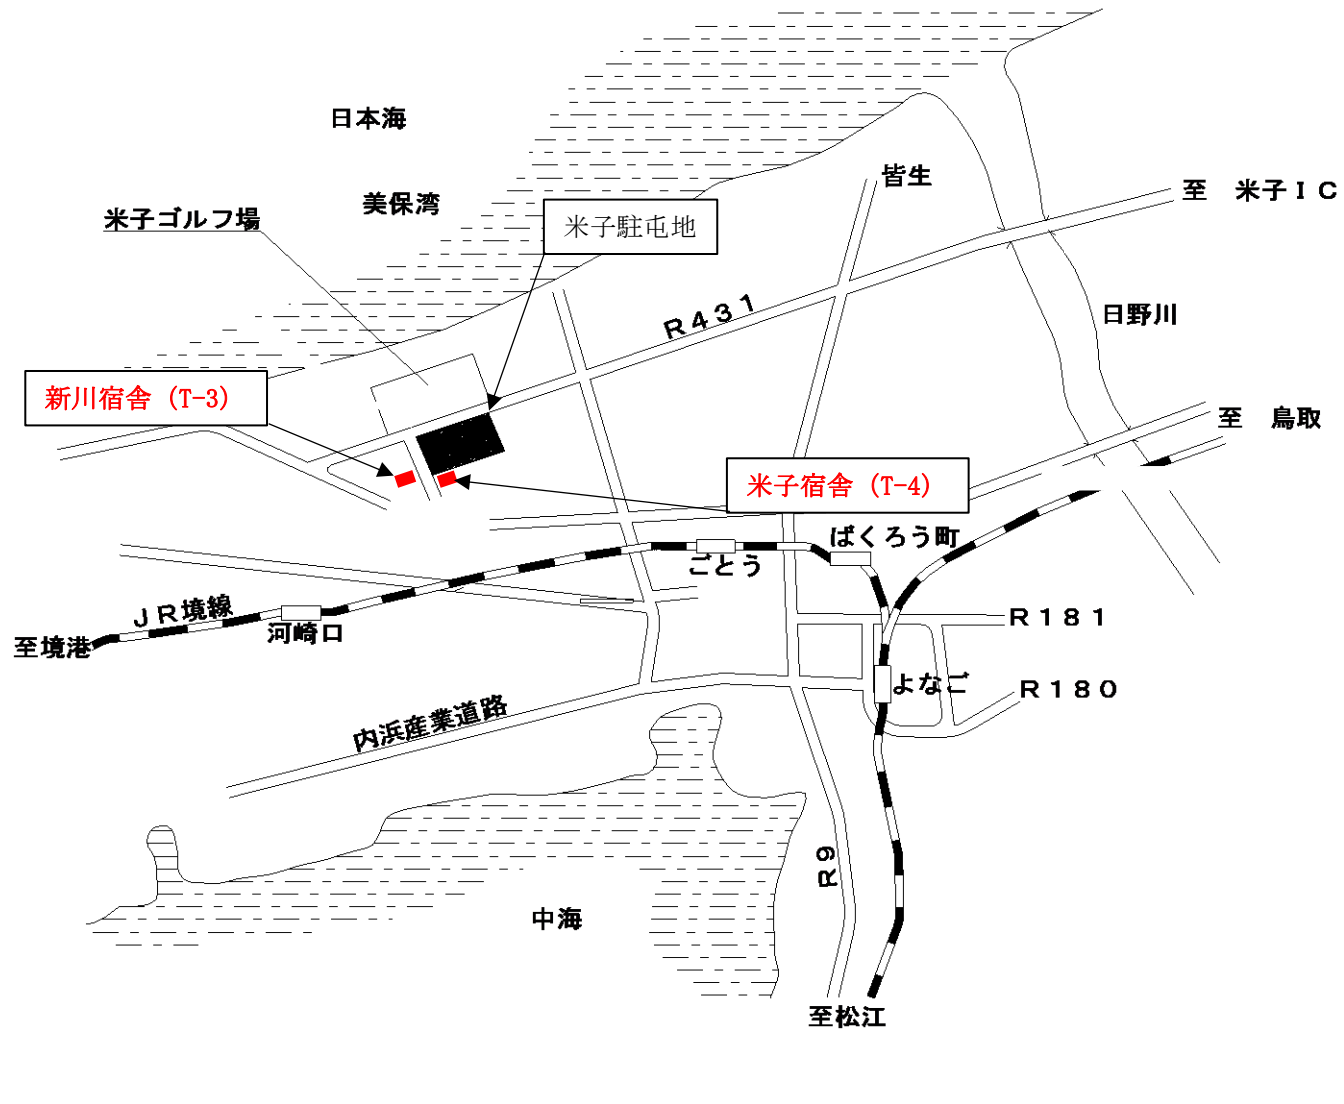 日本海
皆生
至　米子ＩＣ
美保湾
米子ゴルフ場
米子駐屯地
Ｒ４３１
日野川
新川宿舎（T-3）
至　鳥取
米子宿舎（T-4）
ばくろう町
ごとう
ＪＲ境線
河崎口
至境港
Ｒ１８１
よなご
Ｒ１８０
内浜産業道路
Ｒ９
中海
至松江